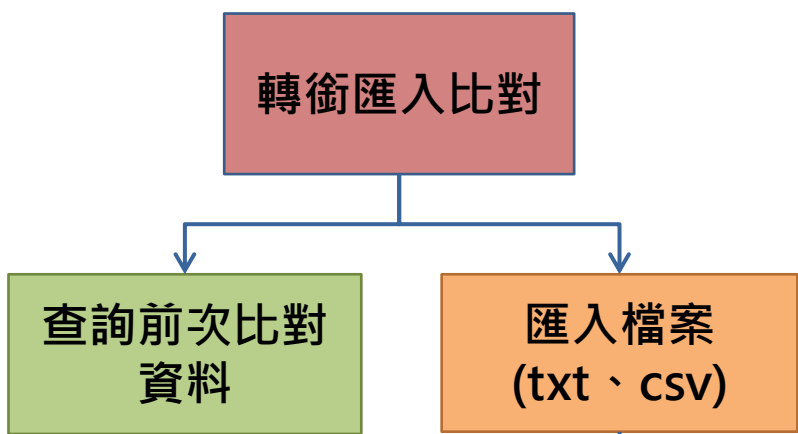 轉銜匯入比對
查詢前次比對
資料
匯入檔案
(txt、csv)